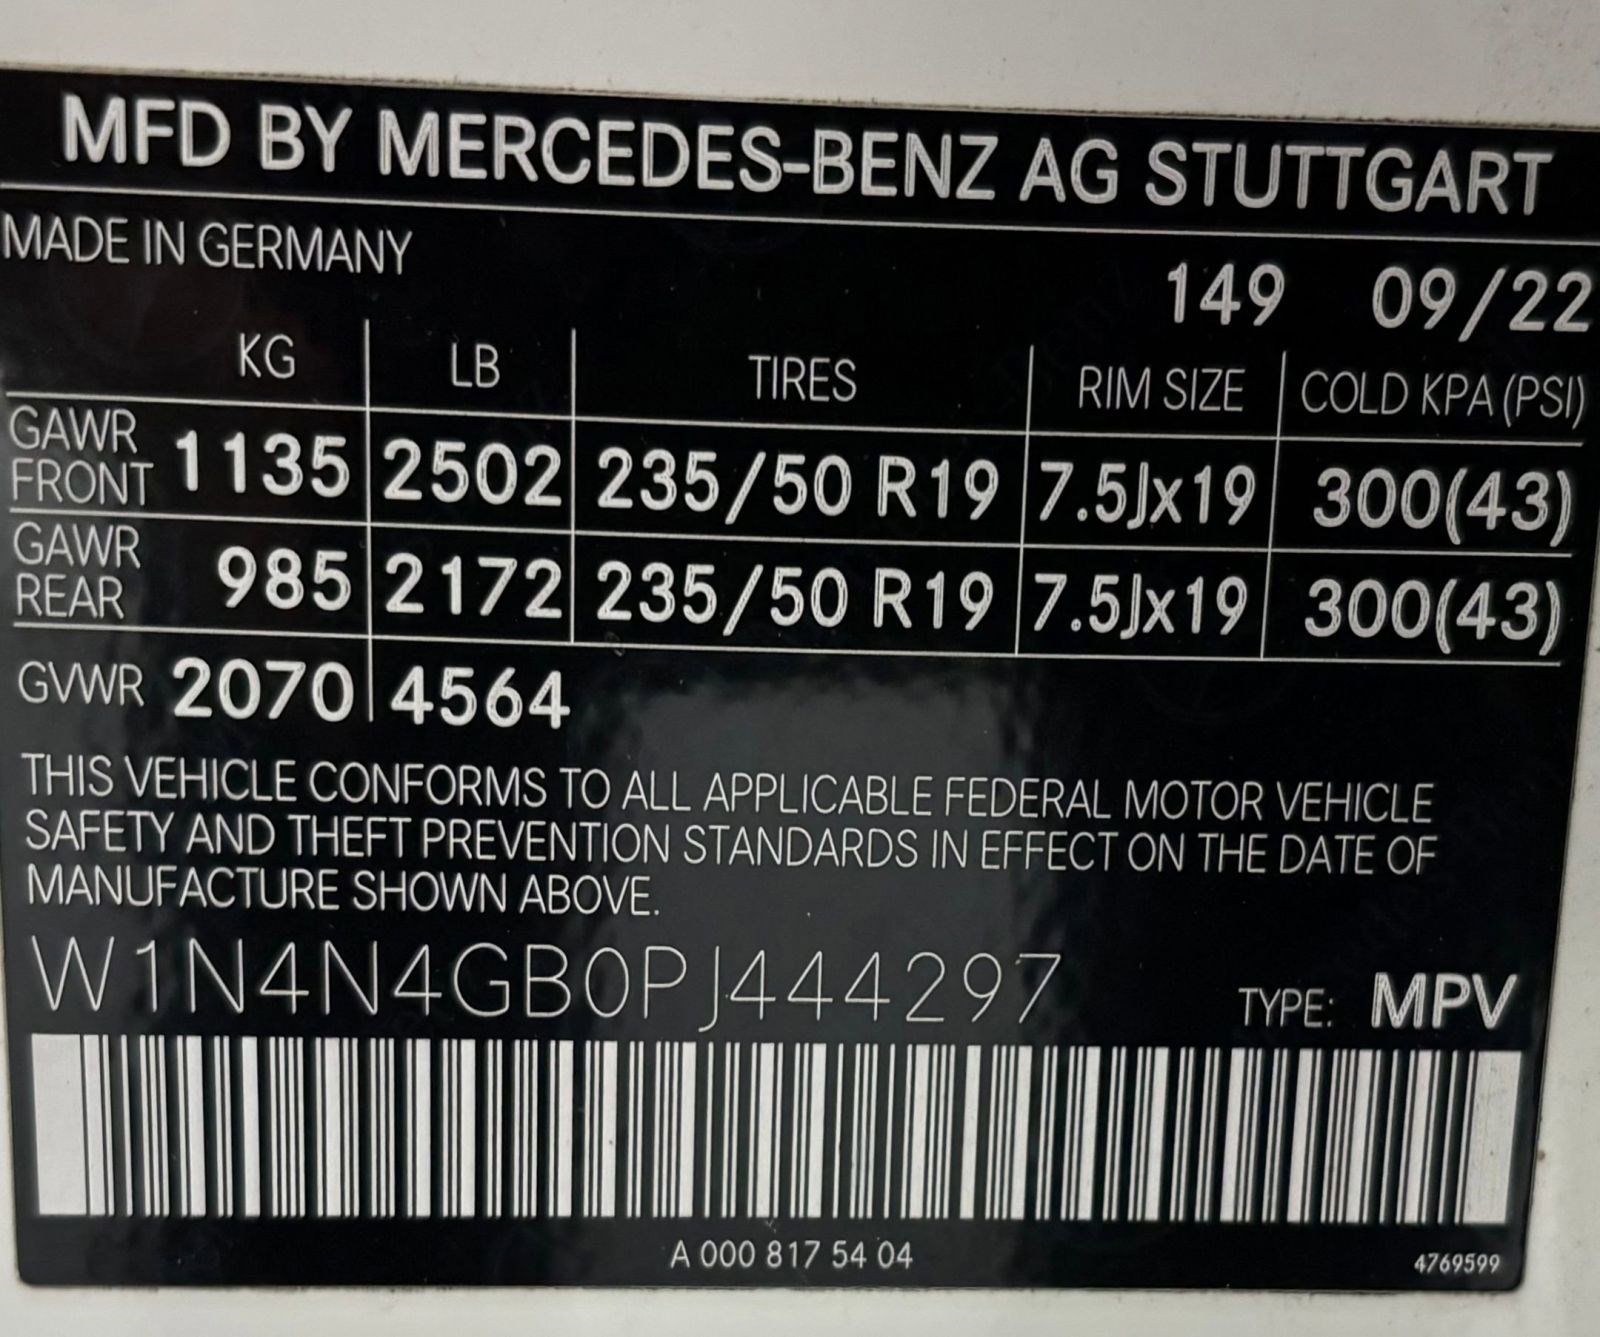 MFD BY MERCEDES-BENZ AG STUTTGART
MADE IN GERMANY
149 09/22
KG LB TIRES RIM SIZE COLD KPA (PSI)
GAWR FRONT 1135 2502 235/50 R19 7.5Jx19 300(43)
GAWR REAR 985 2172 235/50 R19 7.5Jx19 300(43)
GVWR 2070 4564
THIS VEHICLE CONFORMS TO ALL APPLICABLE FEDERAL MOTOR VEHICLE
SAFETY AND THEFT PREVENTION STANDARDS IN EFFECT ON THE DATE OF
MANUFACTURE SHOWN ABOVE.
W1N4N4GB0PJ444297 TYPE: MPV
A 000 817 54 04 4769599